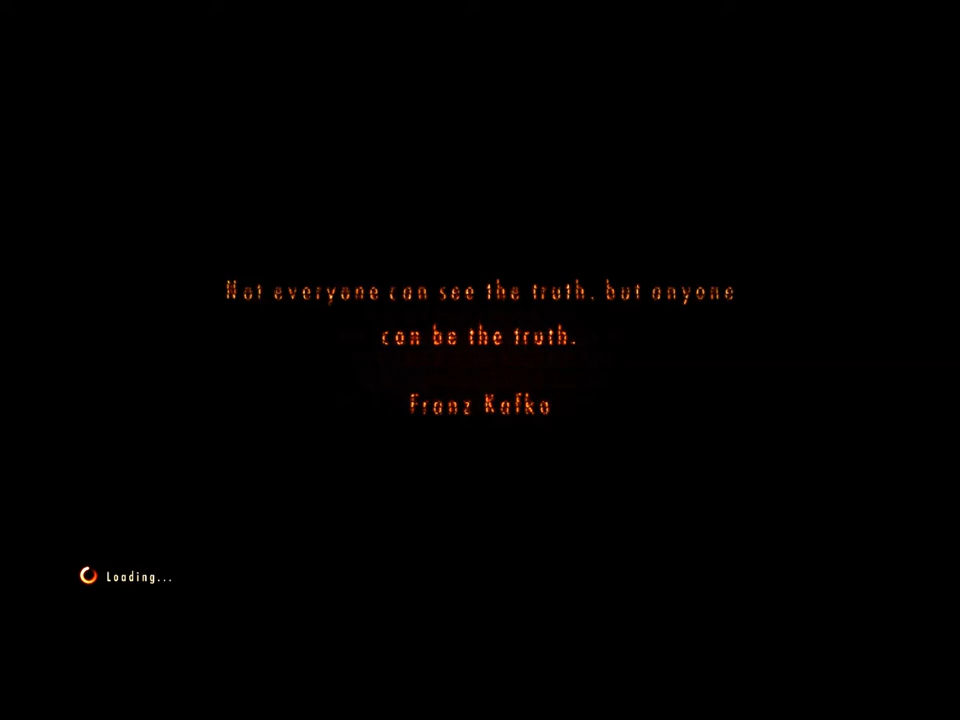 Not everyone can see the truth, but anyone
can be the truth.
Franz Kafka
Loading...